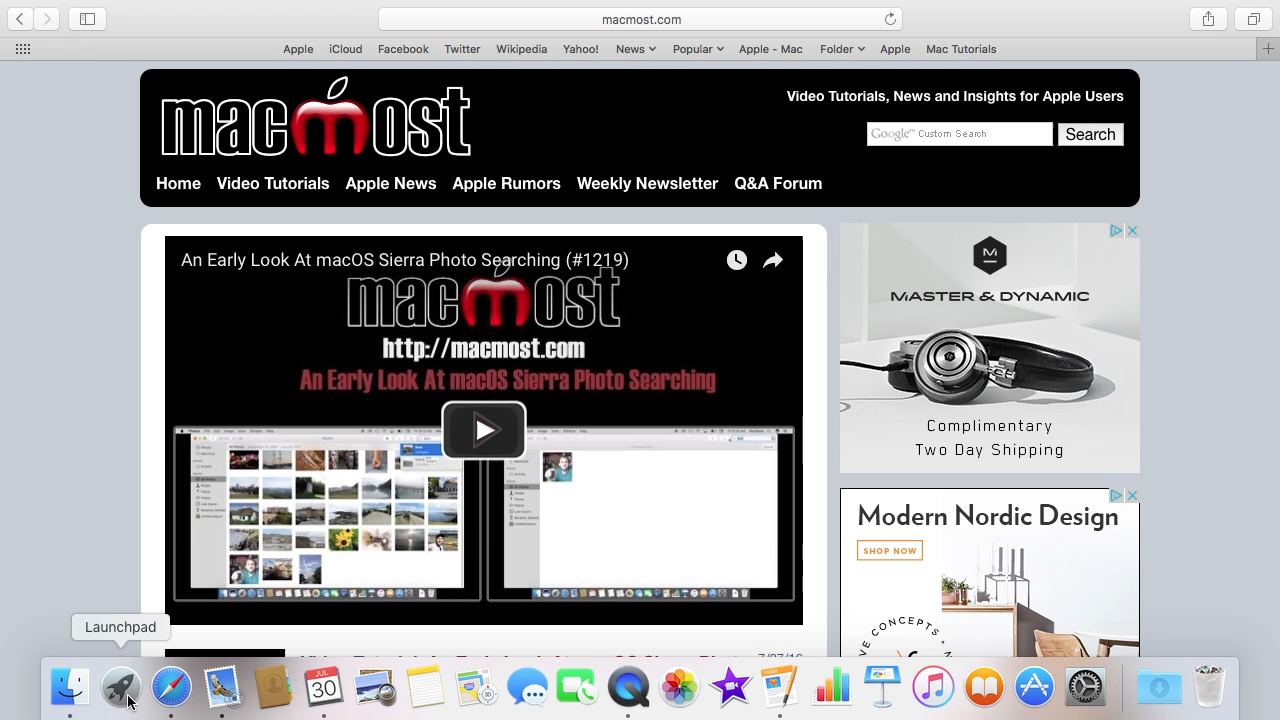 macmost.com
Apple
iCloud
Facebook
Twitter
Wikipedia
Yahoo!
News
Popular
Apple - Mac
Folder
Apple
Mac Tutorials
macmost
Video Tutorials, News and Insights for Apple Users
Google™ Custom Search
Search
Home
Video Tutorials
Apple News
Apple Rumors
Weekly Newsletter
Q&A Forum
An Early Look At macOS Sierra Photo Searching (#1219)
macmost
http://macmost.com
An Early Look At macOS Sierra Photo Searching
M
MASTER & DYNAMIC
Complimentary
Two Day Shipping
Modern Nordic Design
SHOP NOW
VE CONCEPTS,
Launchpad
JUL
30